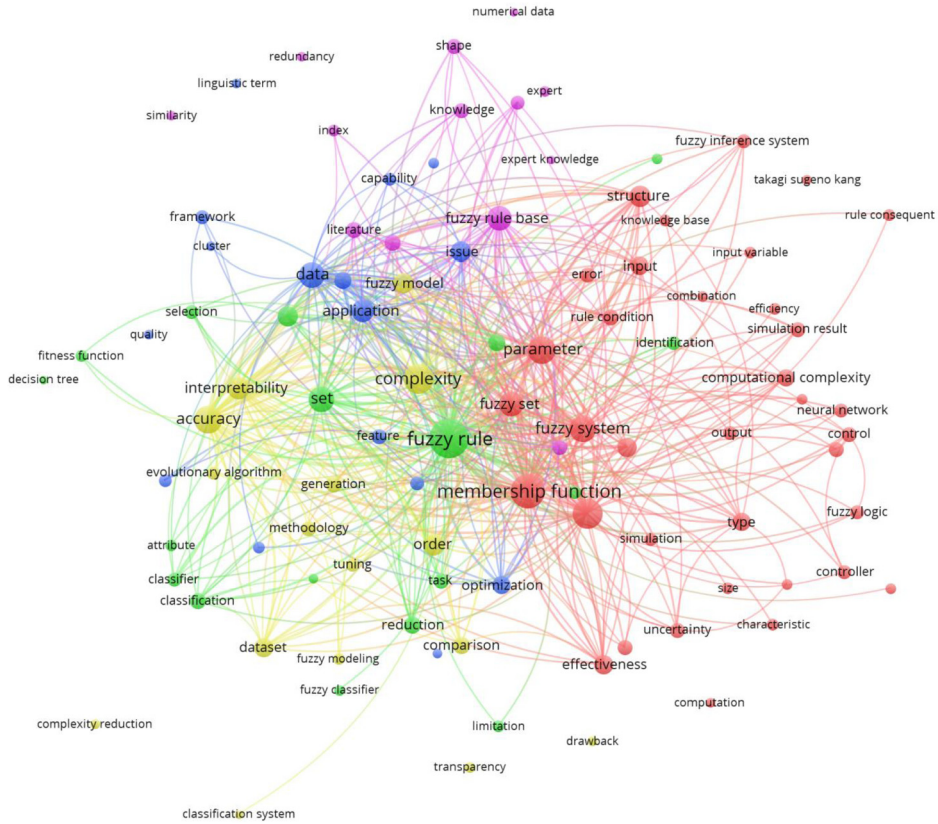 numerical data
shape
redundancy
linguistic term
expert
similarity
knowledge
index
fuzzy inference system
expert knowledge
capability
takagi sugeno kang
structure
framework
fuzzy rule base
knowledge base
rule consequent
literature
cluster
issue
input variable
data
error
input
fuzzy model
combination
selection
application
efficiency
rule condition
simulation result
quality
identification
fitness function
parameter
decision tree
interpretability
complexity
computational complexity
set
fuzzy set
neural network
accuracy
fuzzy system
output
control
feature
fuzzy rule
evolutionary algorithm
generation
membership function
fuzzy logic
methodology
type
attribute
order
simulation
tuning
classifier
task
optimization
controller
classification
size
reduction
uncertainty
characteristic
dataset
comparison
fuzzy modeling
effectiveness
fuzzy classifier
computation
complexity reduction
limitation
drawback
transparency
classification system